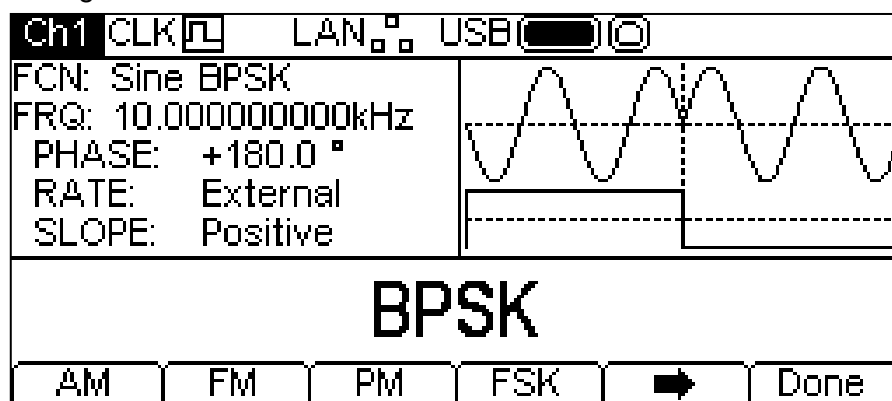 Ch1 CLK LAN USB
FCN: Sine BPSK
FRQ: 10.000000000kHz
PHASE: +180.0 °
RATE: External
SLOPE: Positive
BPSK
AM FM PM FSK ➡ Done